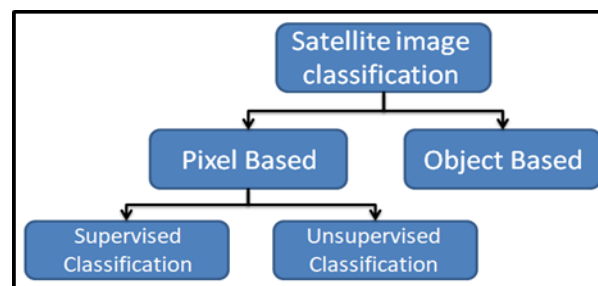 Satellite image
classification
Pixel Based
Object Based
Supervised
Classification
Unsupervised
Classification